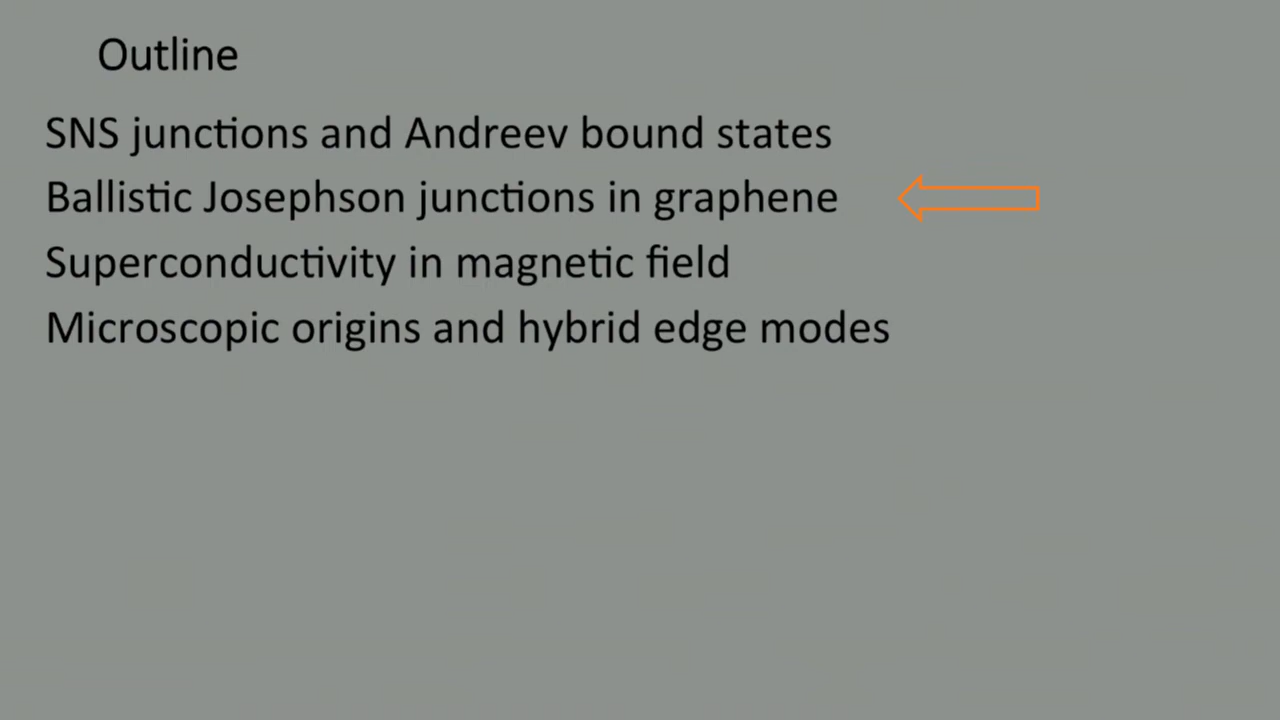 Outline
SNS junctions and Andreev bound states
Ballistic Josephson junctions in graphene
Superconductivity in magnetic field
Microscopic origins and hybrid edge modes